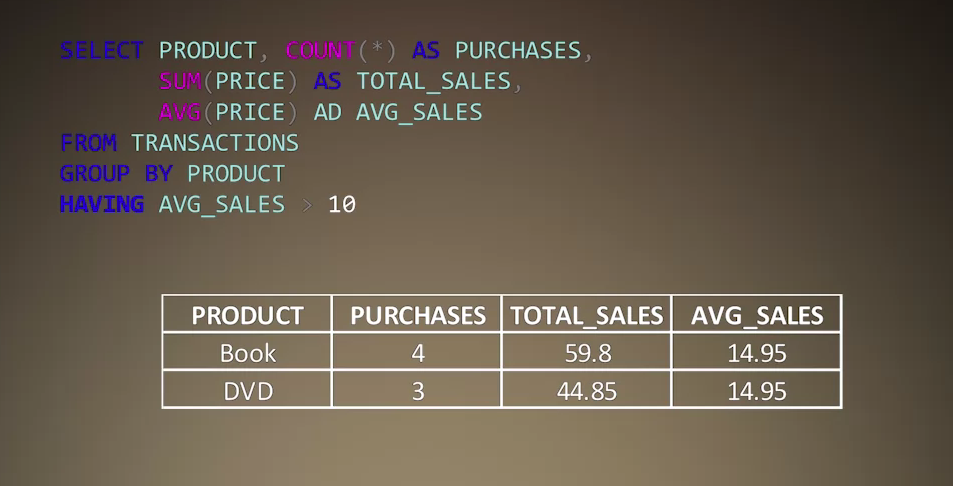 SELECT PRODUCT, COUNT(*) AS PURCHASES,
SUM(PRICE) AS TOTAL_SALES,
AVG(PRICE) AD AVG_SALES
FROM TRANSACTIONS
GROUP BY PRODUCT
HAVING AVG_SALES > 10
PRODUCT PURCHASES TOTAL_SALES AVG_SALES
Book 4 59.8 14.95
DVD 3 44.85 14.95